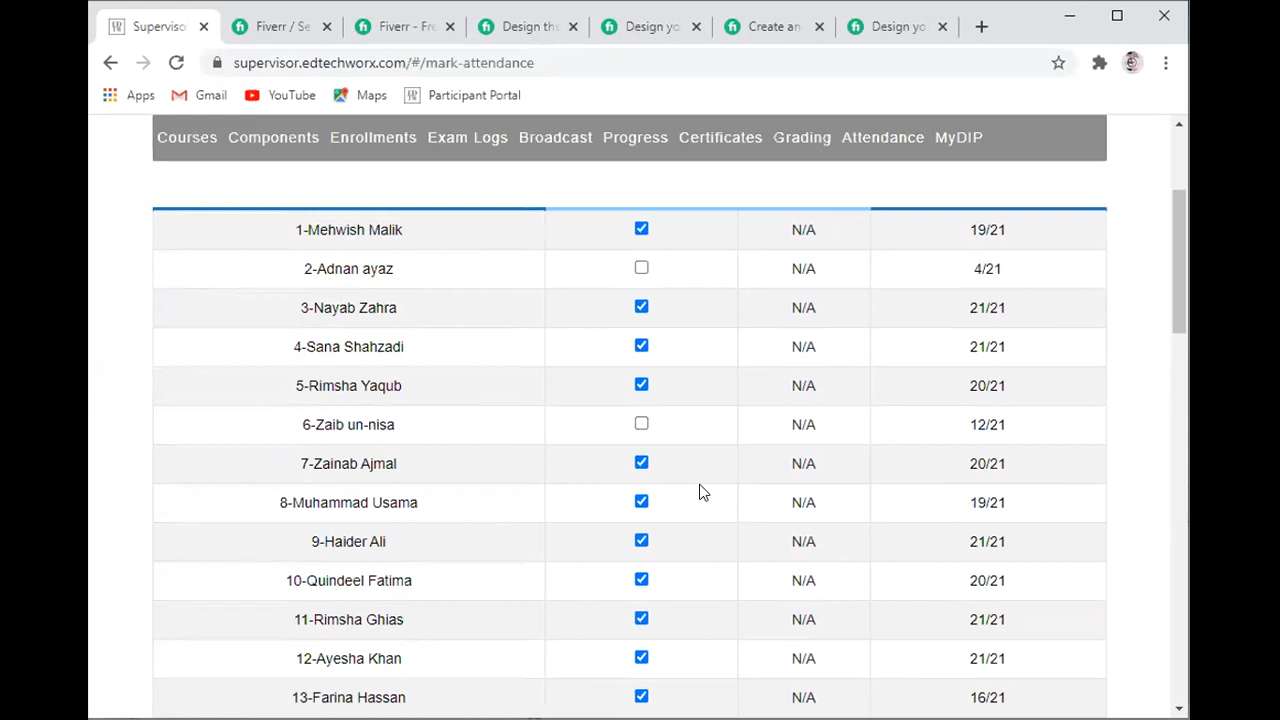 Superviso
Fiverr / Se
Fiverr - Fre
Design the
Design yo
Create an
Design yo
supervisor.edtechworx.com/#/mark-attendance
Apps Gmail YouTube Maps Participant Portal
Courses Components Enrollments Exam Logs Broadcast Progress Certificates Grading Attendance MyDIP
1-Mehwish Malik N/A 19/21
2-Adnan ayaz N/A 4/21
3-Nayab Zahra N/A 21/21
4-Sana Shahzadi N/A 21/21
5-Rimsha Yaqub N/A 20/21
6-Zaib un-nisa N/A 12/21
7-Zainab Ajmal N/A 20/21
8-Muhammad Usama N/A 19/21
9-Haider Ali N/A 21/21
10-Quindeel Fatima N/A 20/21
11-Rimsha Ghias N/A 21/21
12-Ayesha Khan N/A 21/21
13-Farina Hassan N/A 16/21